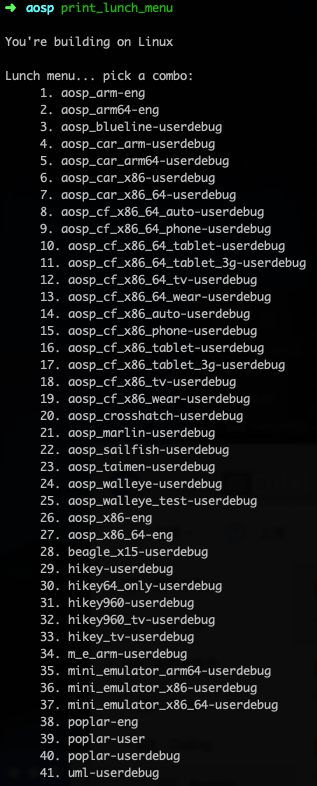 ➜ aosp print_lunch_menu
You're building on Linux
Lunch menu... pick a combo:
1. aosp_arm-eng
2. aosp_arm64-eng
3. aosp_blueline-userdebug
4. aosp_car_arm-userdebug
5. aosp_car_arm64-userdebug
6. aosp_car_x86-userdebug
7. aosp_car_x86_64-userdebug
8. aosp_cf_x86_64_auto-userdebug
9. aosp_cf_x86_64_phone-userdebug
10. aosp_cf_x86_64_tablet-userdebug
11. aosp_cf_x86_64_tablet_3g-userdebug
12. aosp_cf_x86_64_tv-userdebug
13. aosp_cf_x86_64_wear-userdebug
14. aosp_cf_x86_auto-userdebug
15. aosp_cf_x86_phone-userdebug
16. aosp_cf_x86_tablet-userdebug
17. aosp_cf_x86_tablet_3g-userdebug
18. aosp_cf_x86_tv-userdebug
19. aosp_cf_x86_wear-userdebug
20. aosp_crosshatch-userdebug
21. aosp_marlin-userdebug
22. aosp_sailfish-userdebug
23. aosp_taimen-userdebug
24. aosp_walleye-userdebug
25. aosp_walleye_test-userdebug
26. aosp_x86-eng
27. aosp_x86_64-eng
28. beagle_x15-userdebug
29. hikey-userdebug
30. hikey64_only-userdebug
31. hikey960-userdebug
32. hikey960_tv-userdebug
33. hikey_tv-userdebug
34. m_e_arm-userdebug
35. mini_emulator_arm64-userdebug
36. mini_emulator_x86-userdebug
37. mini_emulator_x86_64-userdebug
38. poplar-eng
39. poplar-user
40. poplar-userdebug
41. uml-userdebug